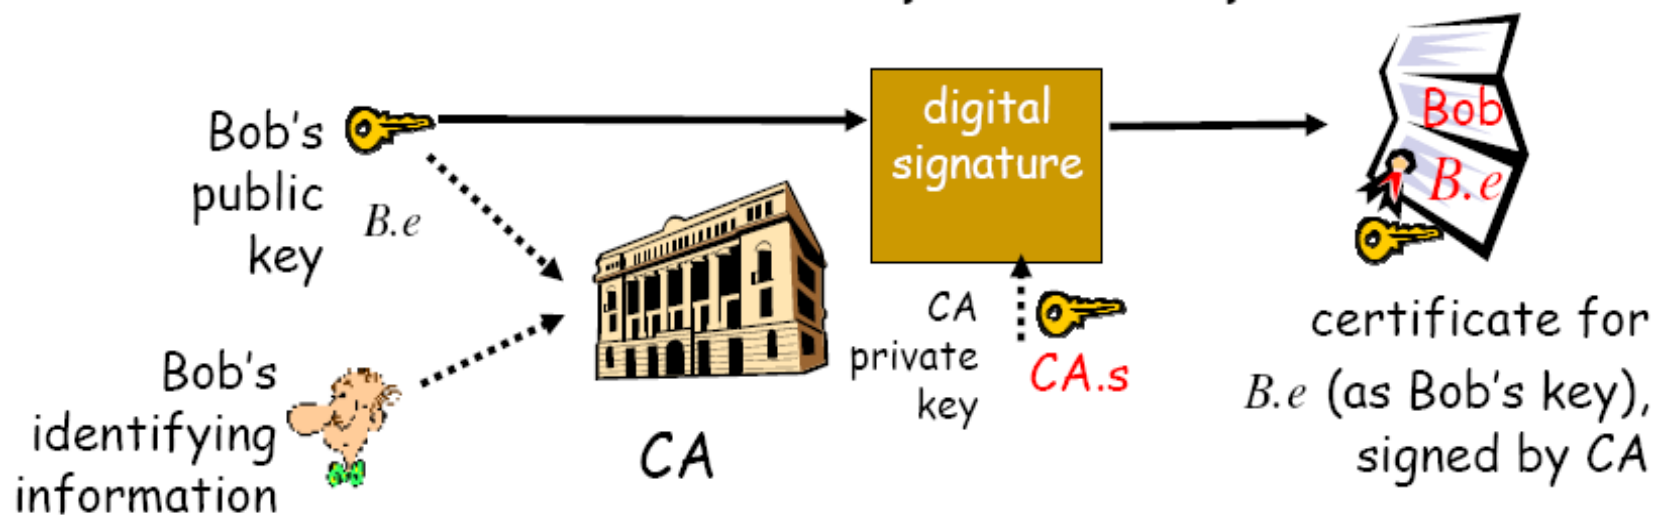 Bob's
public
key
B.e
Bob's
identifying
information
CA
digital
signature
CA
private
key
CA.s
Bob
B.e
certificate for
B.e (as Bob's key),
signed by CA